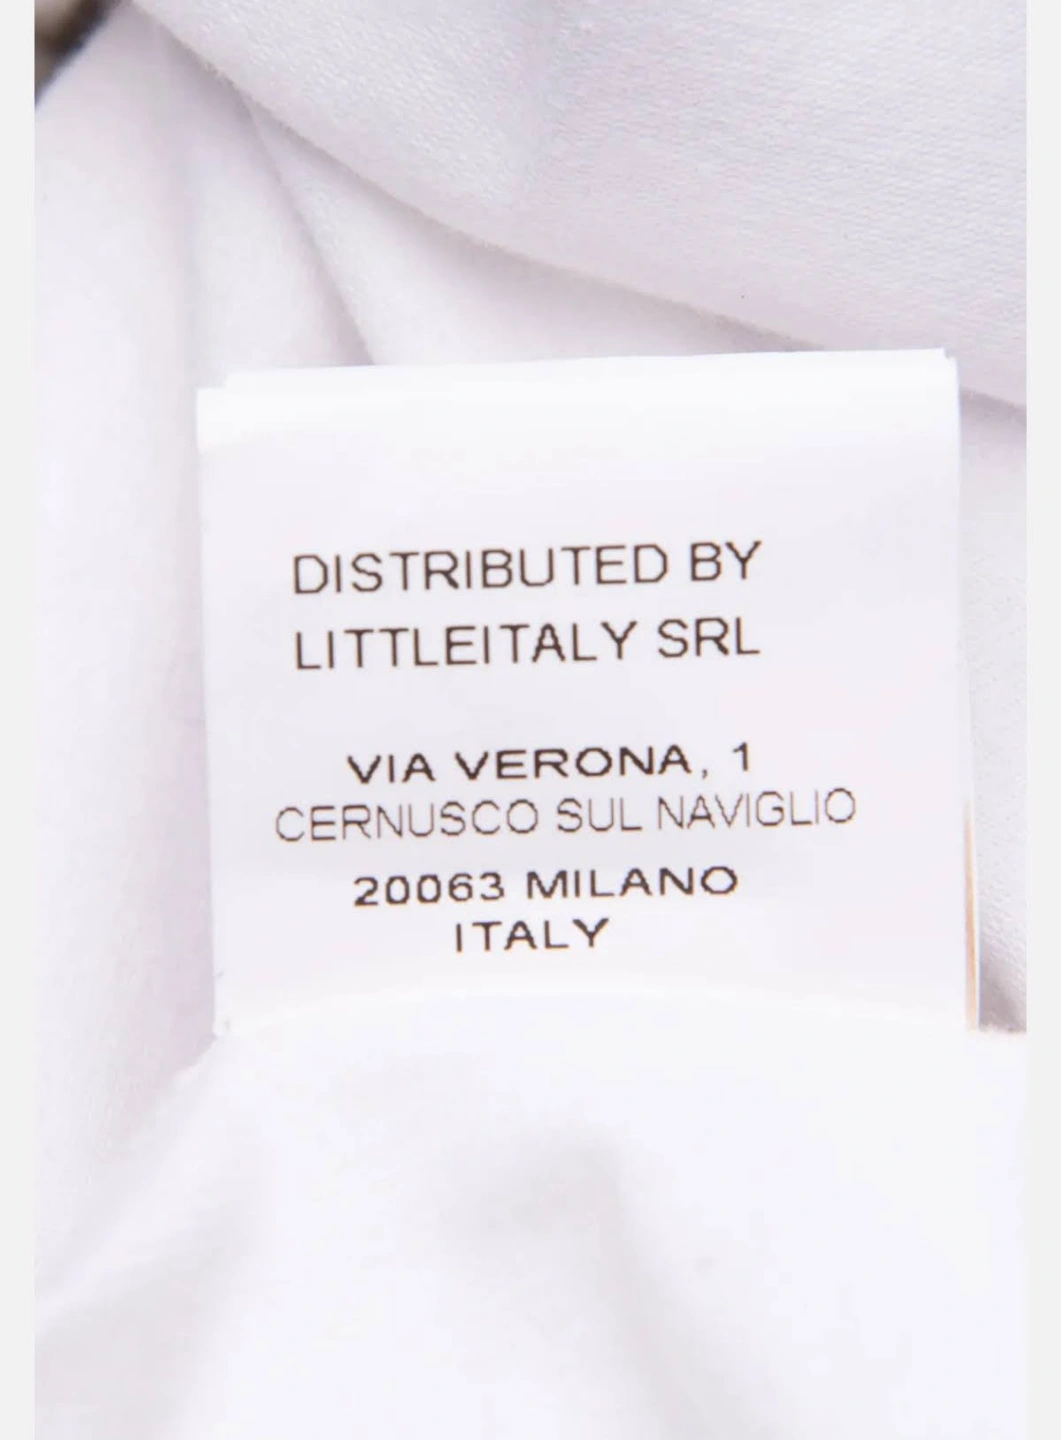 DISTRIBUTED BY
LITTLEITALY SRL
VIA VERONA, 1
CERNUSCO SUL NAVIGLIO
20063 MILANO
ITALY